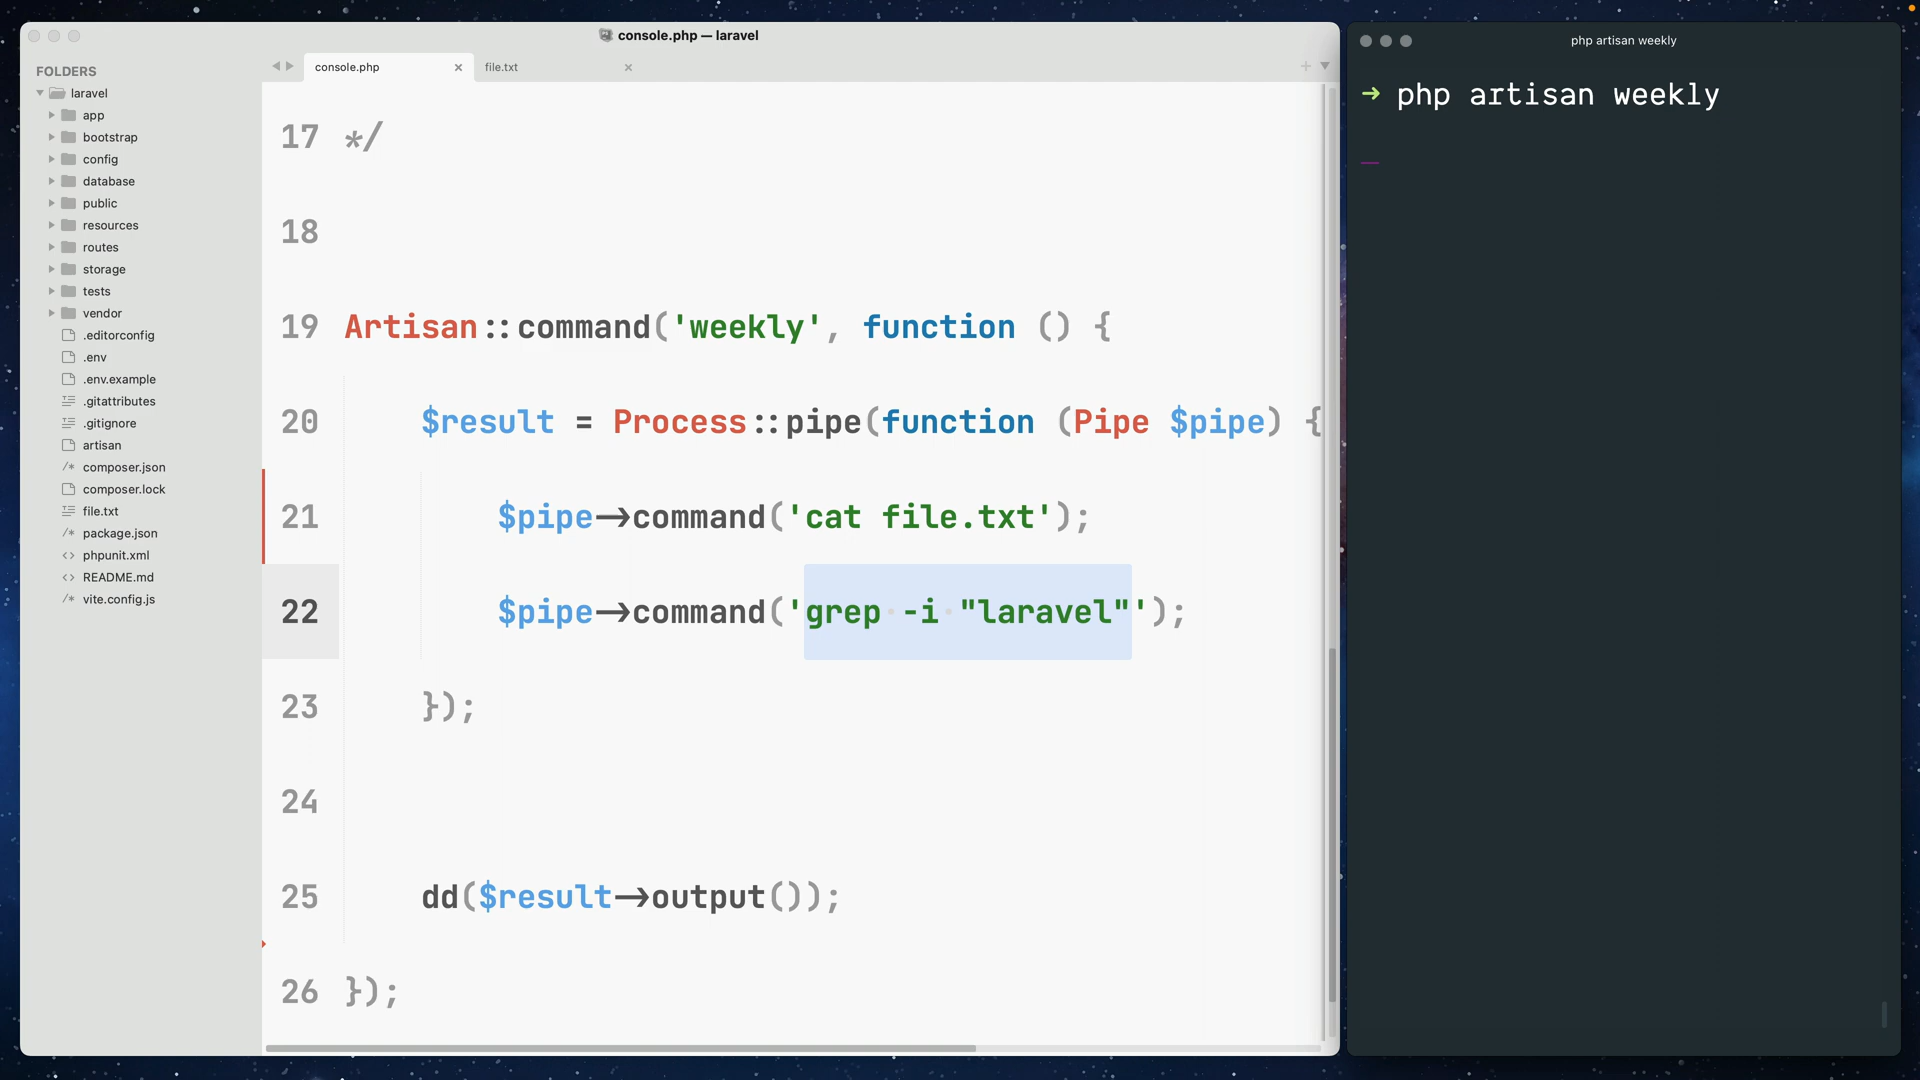 console.php — laravel
FOLDERS
laravel
app
bootstrap
config
database
public
resources
routes
storage
tests
vendor
.editorconfig
.env
.env.example
.gitattributes
.gitignore
artisan
composer.json
composer.lock
file.txt
package.json
phpunit.xml
README.md
vite.config.js
console.php
file.txt
17 */
18
19 Artisan::command('weekly', function () {
20 $result = Process::pipe(function (Pipe $pipe) {
21 $pipe->command('cat file.txt');
22 $pipe->command('grep -i "laravel"');
23 });
24
25 dd($result->output());
26 });
php artisan weekly
➜ php artisan weekly